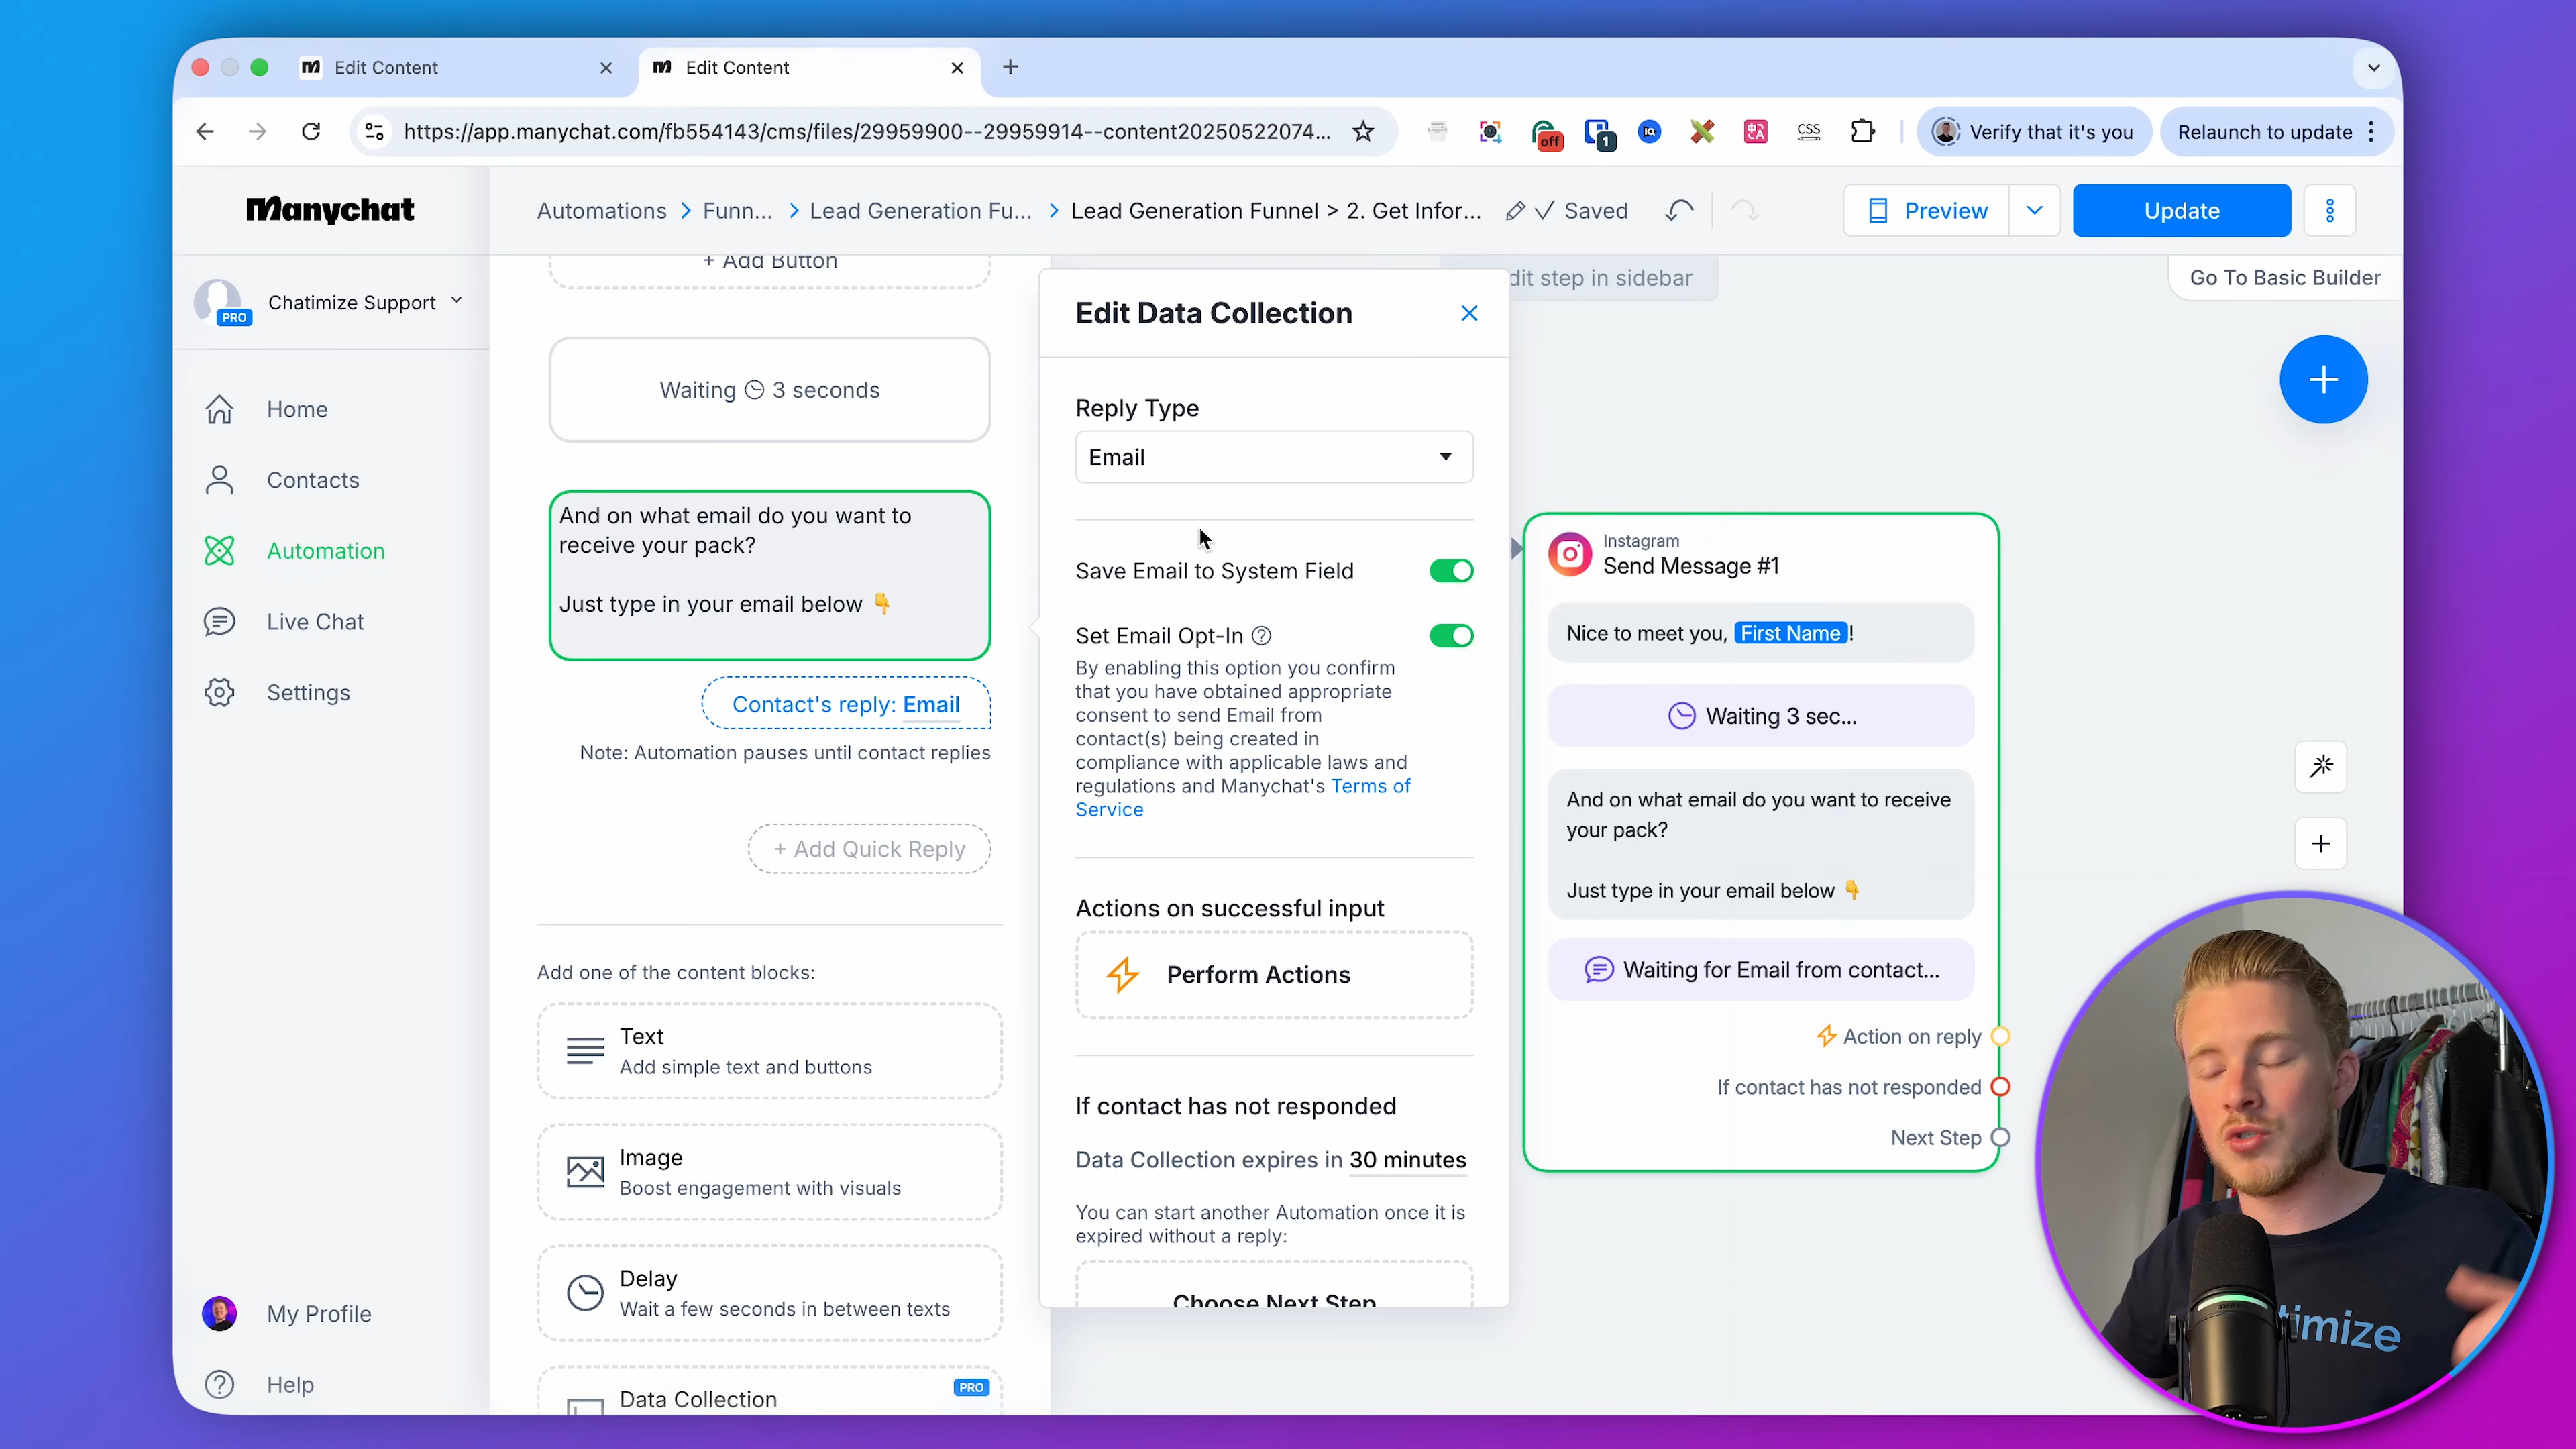 Edit Content
Edit Content
https://app.manychat.com/fb554143/cms/files/29959900--29959914--content20250522074...
off
1
IQ
CSS
Verify that it's you
Relaunch to update
Manychat
Automations > Funn... > Lead Generation Fu... > Lead Generation Funnel > 2. Get Infor...
Saved
Preview
Update
Chatimize Support
PRO
Home
Contacts
Automation
Live Chat
Settings
My Profile
Help
+ Add Button
Waiting 3 seconds
And on what email do you want to
receive your pack?
Just type in your email below 👇
Contact's reply: Email
Note: Automation pauses until contact replies
+ Add Quick Reply
Add one of the content blocks:
Text
Add simple text and buttons
Image
Boost engagement with visuals
Delay
Wait a few seconds in between texts
Data Collection
PRO
Edit Data Collection
Reply Type
Email
Save Email to System Field
Set Email Opt-In
By enabling this option you confirm
that you have obtained appropriate
consent to send Email from
contact(s) being created in
compliance with applicable laws and
regulations and Manychat's Terms of
Service
Actions on successful input
Perform Actions
If contact has not responded
Data Collection expires in 30 minutes
You can start another Automation once it is
expired without a reply:
Choose Next Step
dit step in sidebar
Go To Basic Builder
Instagram
Send Message #1
Nice to meet you, First Name!
Waiting 3 sec...
And on what email do you want to receive
your pack?
Just type in your email below 👇
Waiting for Email from contact...
Action on reply
If contact has not responded
Next Step
timize